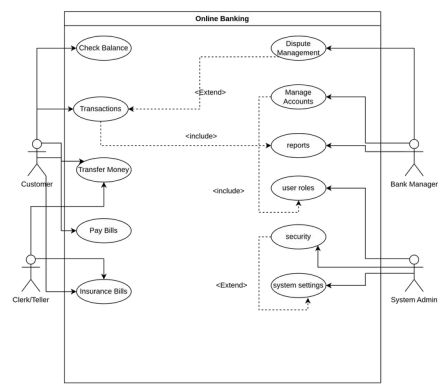 Online Banking
Check Balance
Dispute
Management
<Extend>
Manage
Accounts
Transactions
<include>
reports
Customer
Transfer Money
Bank Manager
<include>
user roles
Pay Bills
security
Clerk/Teller
Insurance Bills
<Extend>
system settings
System Admin